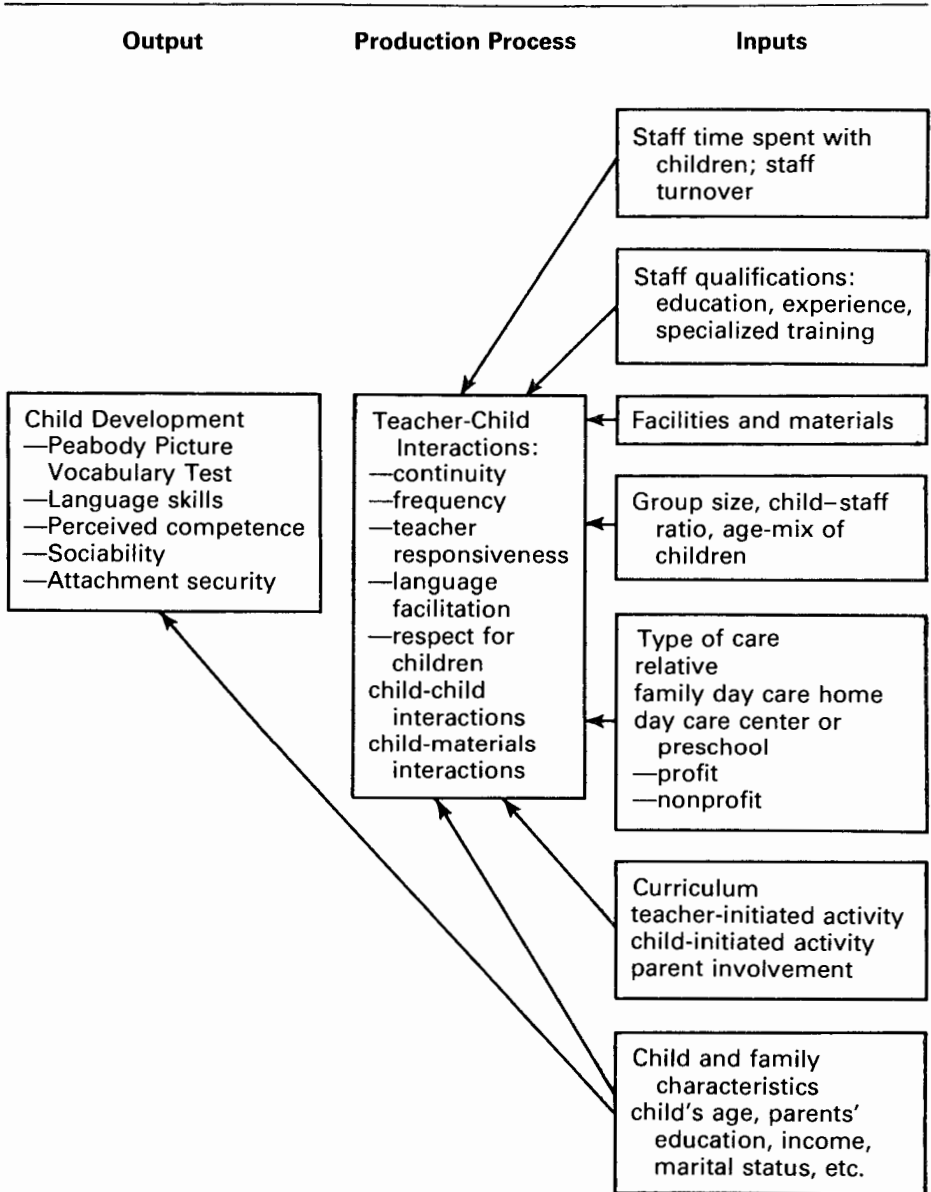 Output
Production Process
Inputs
Staff time spent with
children; staff
turnover
Staff qualifications:
education, experience,
specialized training
Child Development
—Peabody Picture
Vocabulary Test
—Language skills
—Perceived competence
—Sociability
—Attachment security
Teacher-Child
Interactions:
—continuity
—frequency
—teacher
responsiveness
—language
facilitation
—respect for
children
child-child
interactions
child-materials
interactions
Facilities and materials
Group size, child–staff
ratio, age-mix of
children
Type of care
relative
family day care home
day care center or
preschool
—profit
—nonprofit
Curriculum
teacher-initiated activity
child-initiated activity
parent involvement
Child and family
characteristics
child's age, parents'
education, income,
marital status, etc.